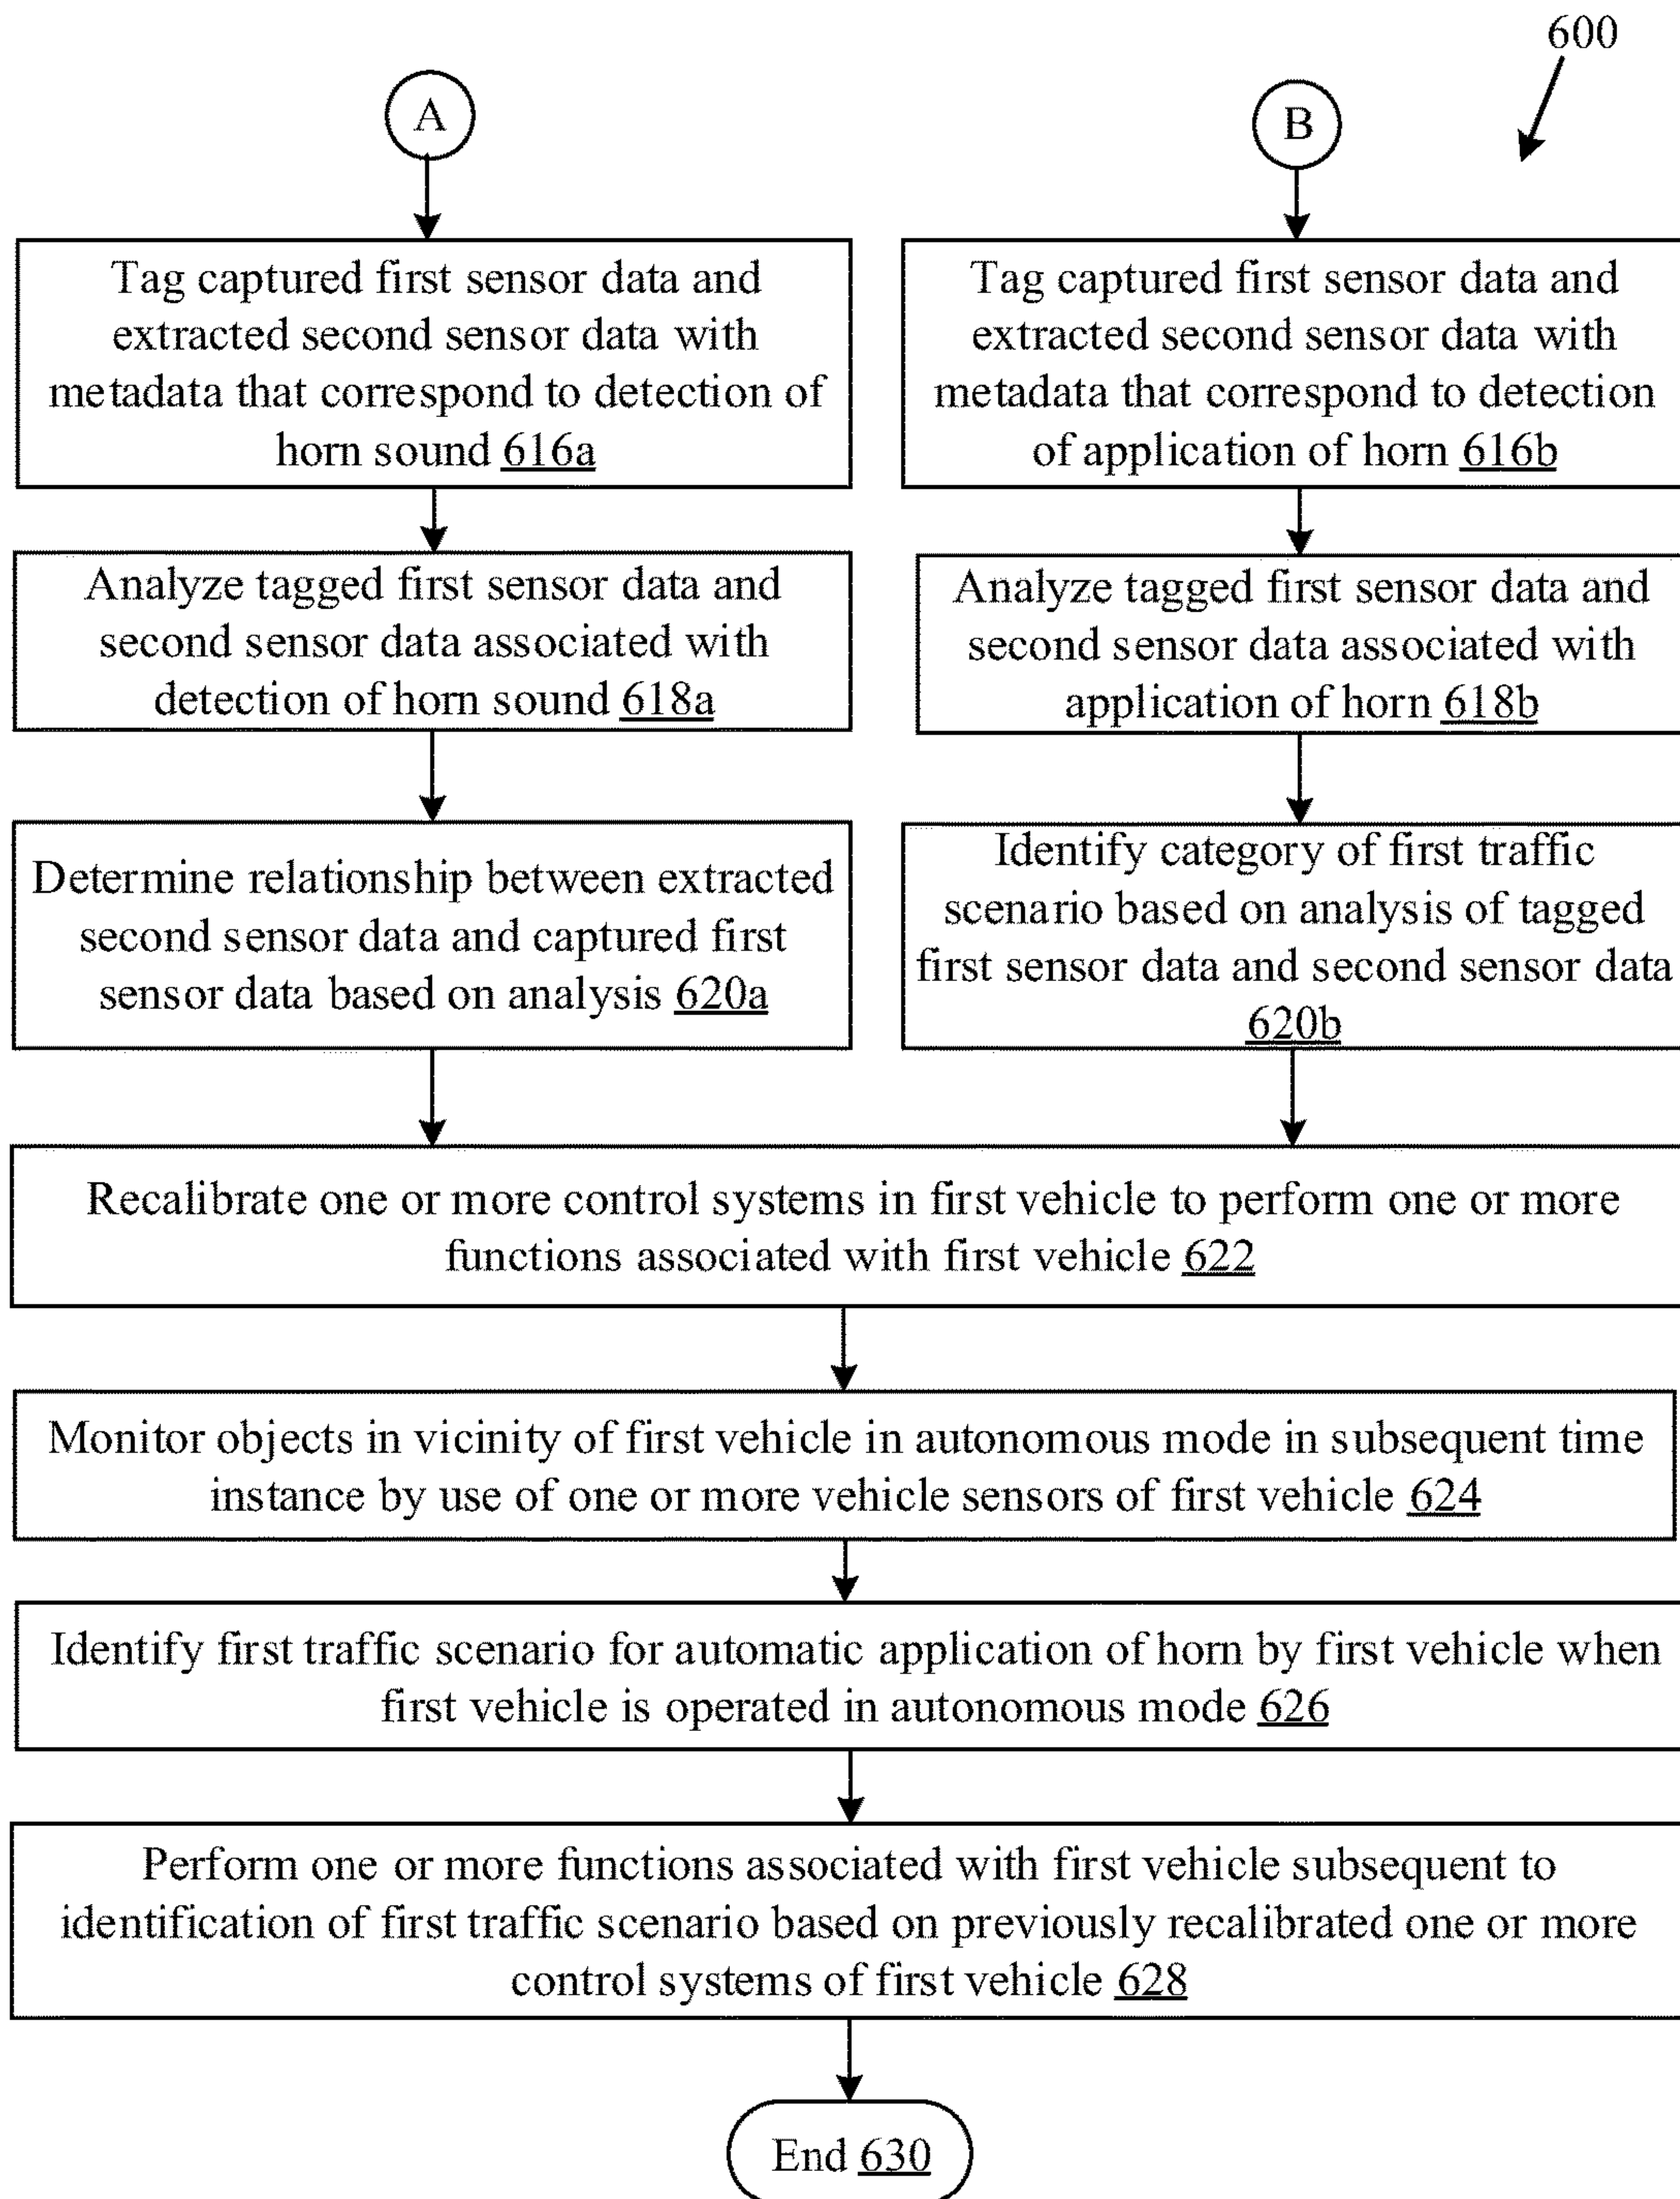 600
A
B
Tag captured first sensor data and
extracted second sensor data with
metadata that correspond to detection of
horn sound 616a
Tag captured first sensor data and
extracted second sensor data with
metadata that correspond to detection
of application of horn 616b
Analyze tagged first sensor data and
second sensor data associated with
detection of horn sound 618a
Analyze tagged first sensor data and
second sensor data associated with
application of horn 618b
Determine relationship between extracted
second sensor data and captured first
sensor data based on analysis 620a
Identify category of first traffic
scenario based on analysis of tagged
first sensor data and second sensor data
620b
Recalibrate one or more control systems in first vehicle to perform one or more
functions associated with first vehicle 622
Monitor objects in vicinity of first vehicle in autonomous mode in subsequent time
instance by use of one or more vehicle sensors of first vehicle 624
Identify first traffic scenario for automatic application of horn by first vehicle when
first vehicle is operated in autonomous mode 626
Perform one or more functions associated with first vehicle subsequent to
identification of first traffic scenario based on previously recalibrated one or more
control systems of first vehicle 628
End 630